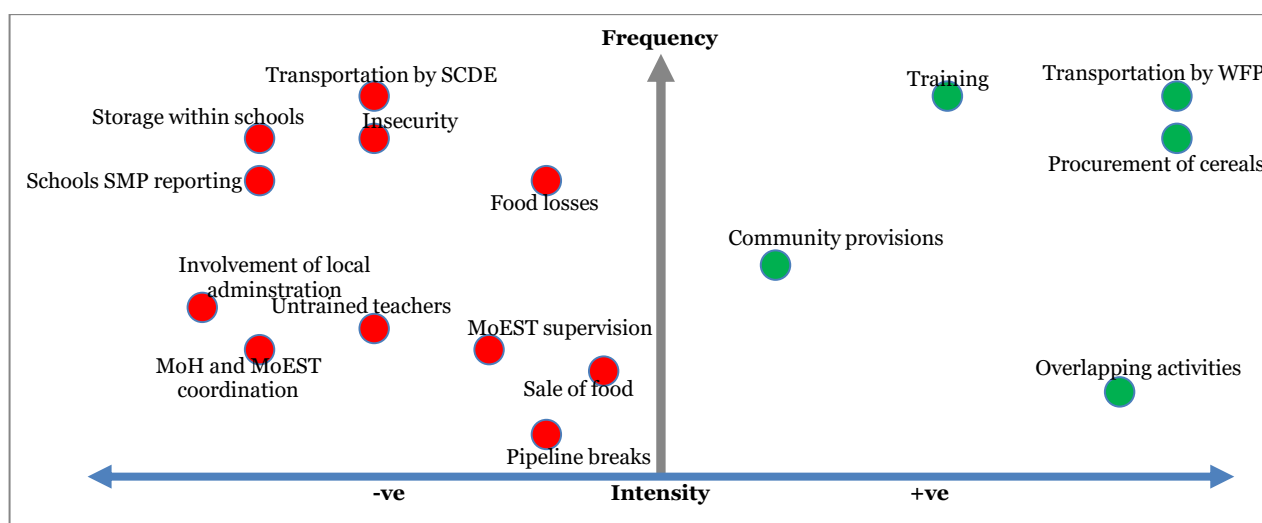 Frequency
Transportation by SCDE
Training
Transportation by WFP
Storage within schools
Insecurity
Procurement of cereals
Schools SMP reporting
Food losses
Community provisions
Involvement of local
adminstration
Untrained teachers
MoEST supervision
MoH and MoEST
coordination
Sale of food
Overlapping activities
Pipeline breaks
-ve
Intensity
+ve